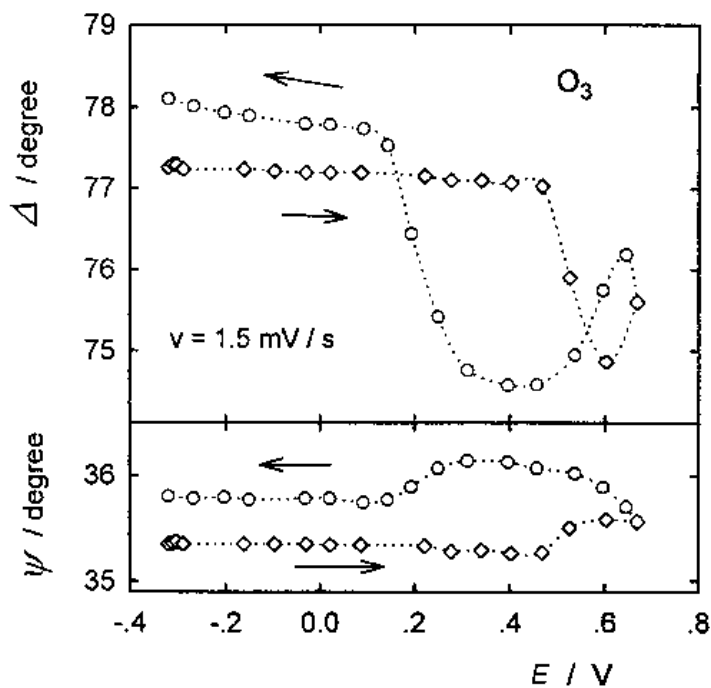 79
78
77
76
75
Δ / degree
O3
v = 1.5 mV / s
36
35
ψ / degree
-.4 -.2 0.0 .2 .4 .6 .8
E / V